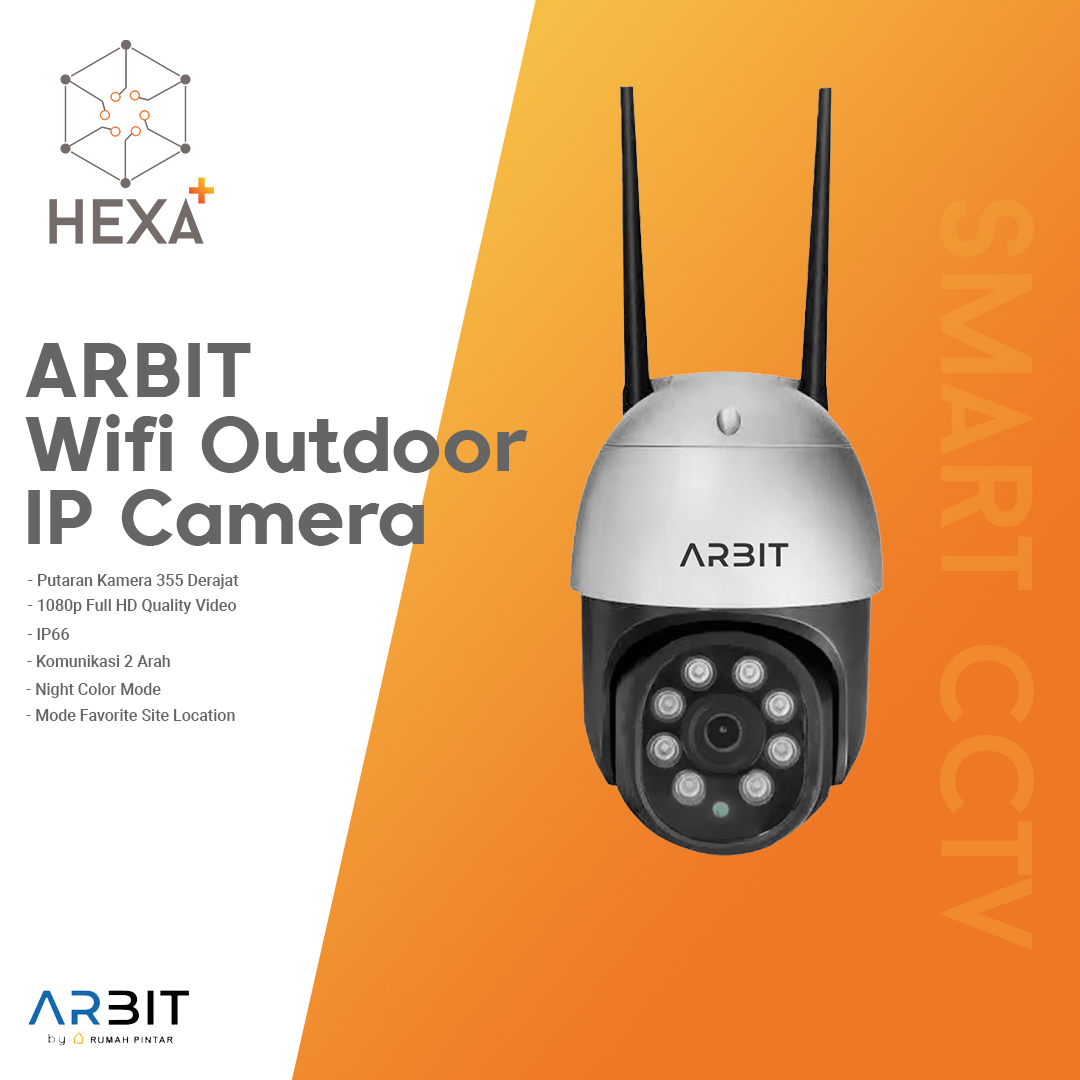 HEXA+
ARBIT
Wifi Outdoor
IP Camera
- Putaran Kamera 355 Derajat
- 1080p Full HD Quality Video
- IP66
- Komunikasi 2 Arah
- Night Color Mode
- Mode Favorite Site Location
ARBIT
SMART CCTV
ARBIT
by RUMAH PINTAR